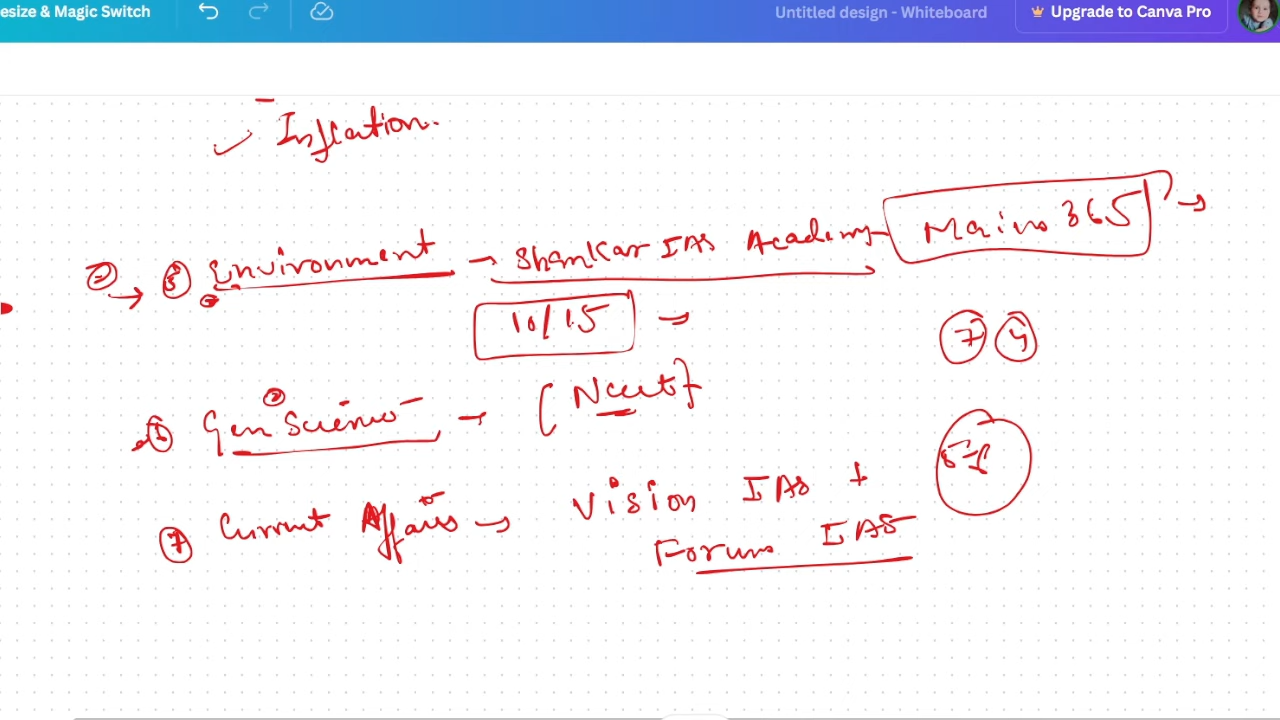 esize & Magic Switch
Untitled design - Whiteboard
Upgrade to Canva Pro
Inflation.
Environment → Shankar IAS Academy Mains 365 →
10/15 →
7 4
Gen Science → [Ncert}
Current Affairs → Vision IAS +
Forum IAS